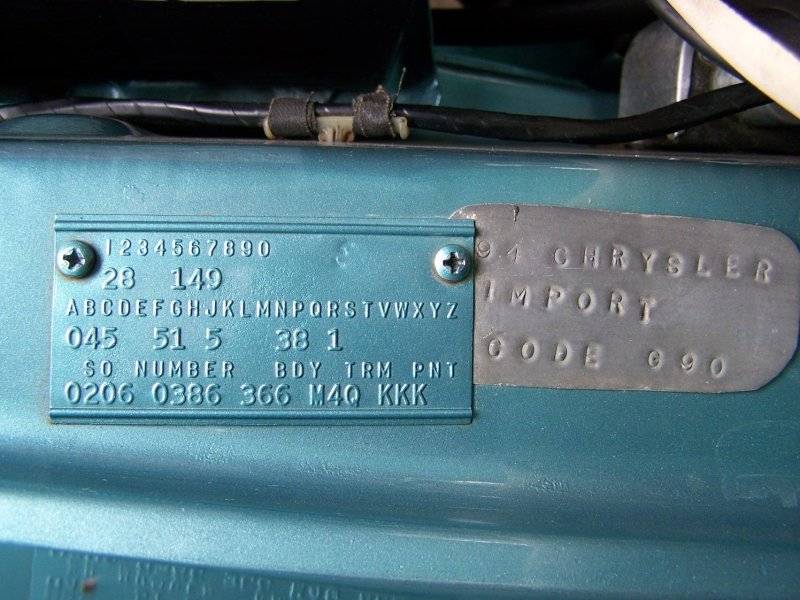 1234567890
28 149
ABCDEFGHJKLMNPQRSTVWXYZ
045 51 5 38 1
SO NUMBER BDY TRM PNT
0206 0386 366 M4Q KKK
94 CHRYSLER
IMPORT
CODE G90